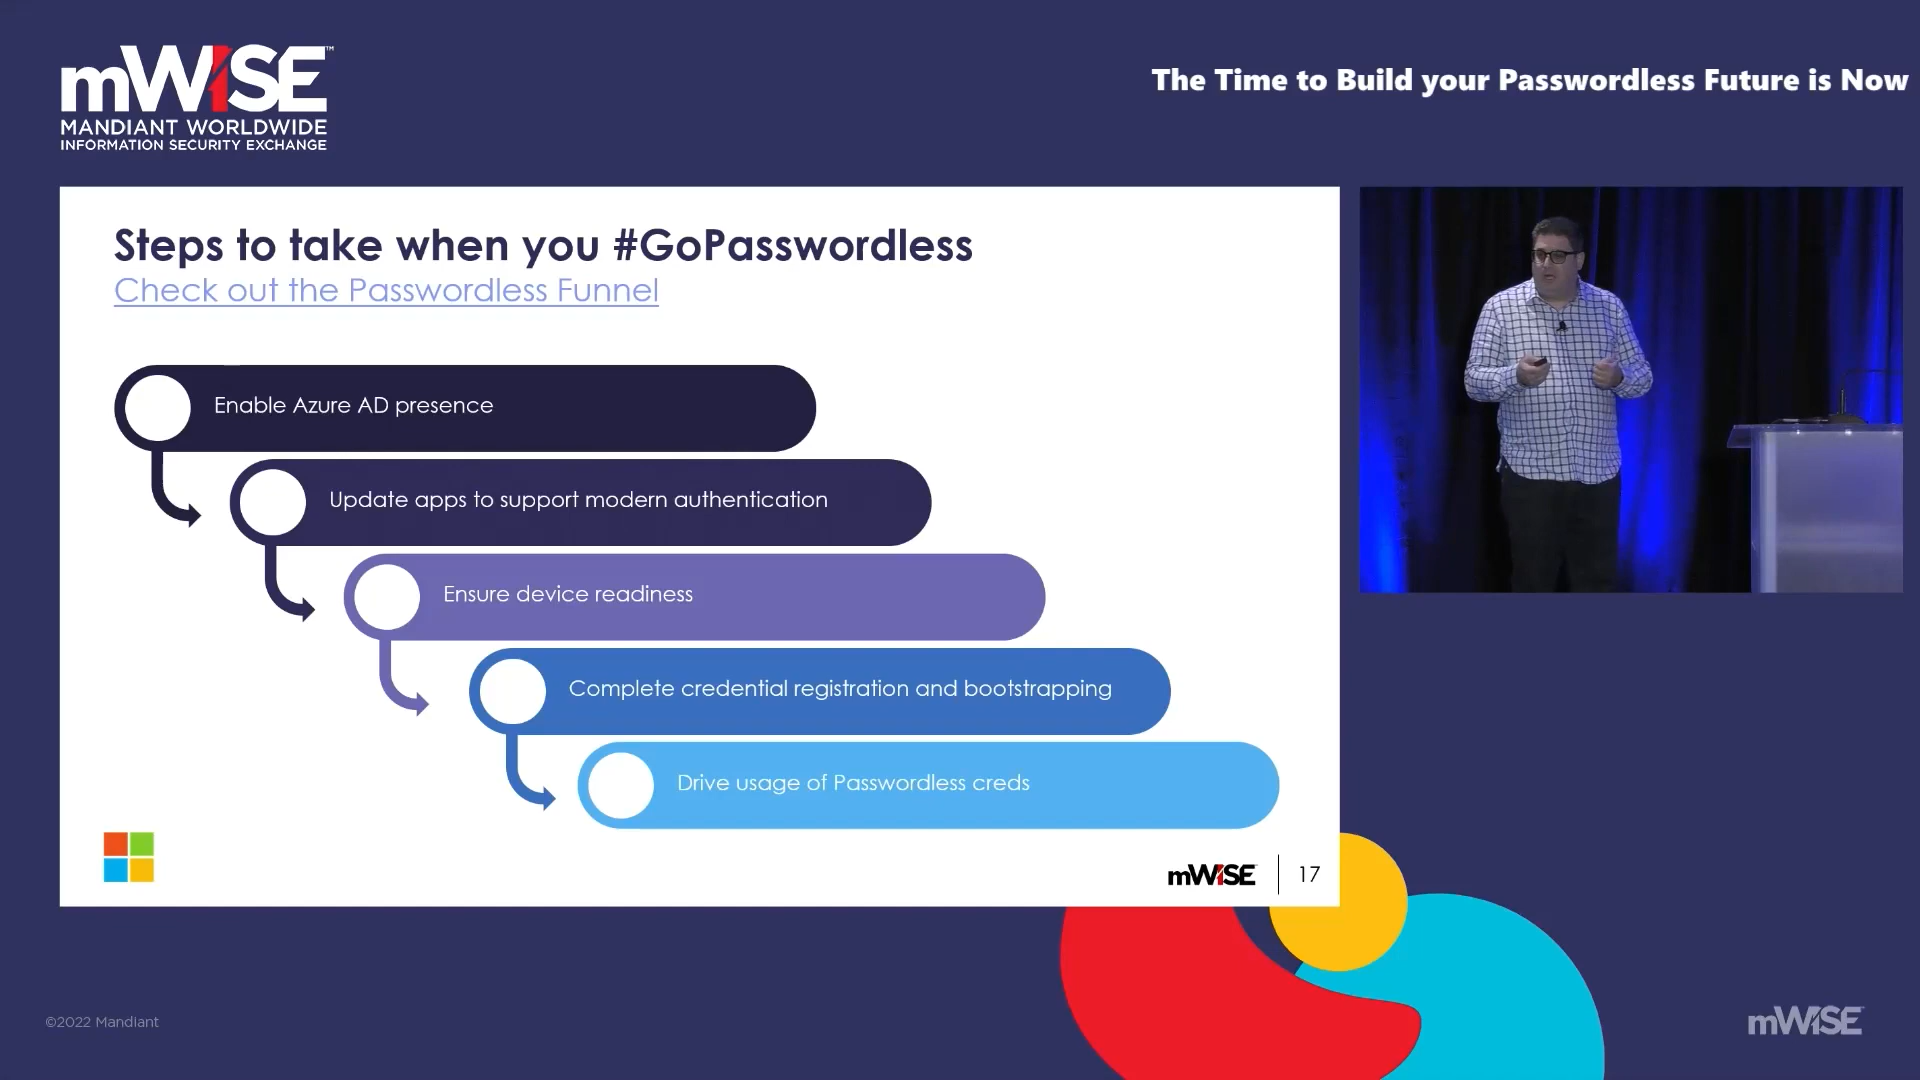 mWISE™
MANDIANT WORLDWIDE
INFORMATION SECURITY EXCHANGE
The Time to Build your Passwordless Future is Now
Steps to take when you #GoPasswordless
Check out the Passwordless Funnel
Enable Azure AD presence
Update apps to support modern authentication
Ensure device readiness
Complete credential registration and bootstrapping
Drive usage of Passwordless creds
mWISE 17
©2022 Mandiant
mWISE